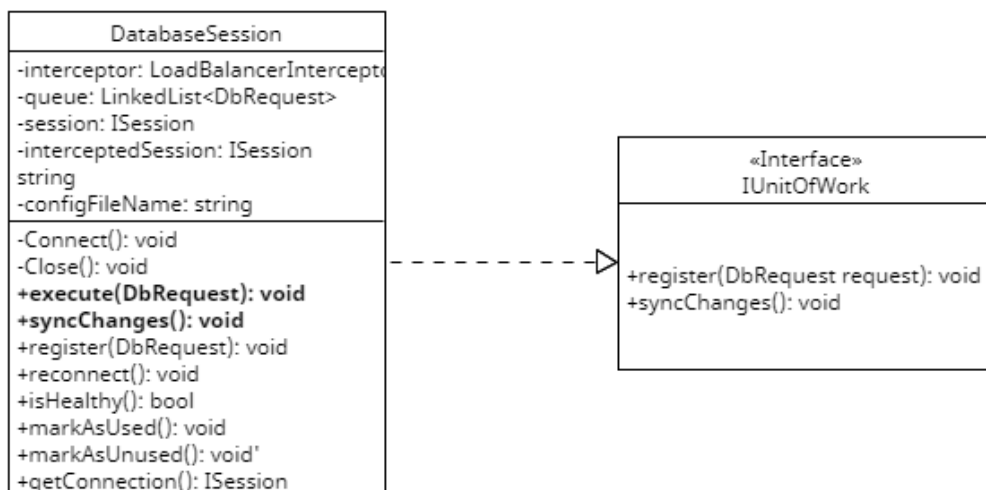 DatabaseSession
-interceptor: LoadBalancerIntercepto
-queue: LinkedList<DbRequest>
-session: ISession
-interceptedSession: ISession
string
-configFileName: string
-Connect(): void
-Close(): void
+execute(DbRequest): void
+syncChanges(): void
+register(DbRequest): void
+reconnect(): void
+isHealthy(): bool
+markAsUsed(): void
+markAsUnused(): void'
+getConnection(): ISession
«Interface»
IUnitOfWork
+register(DbRequest request): void
+syncChanges(): void